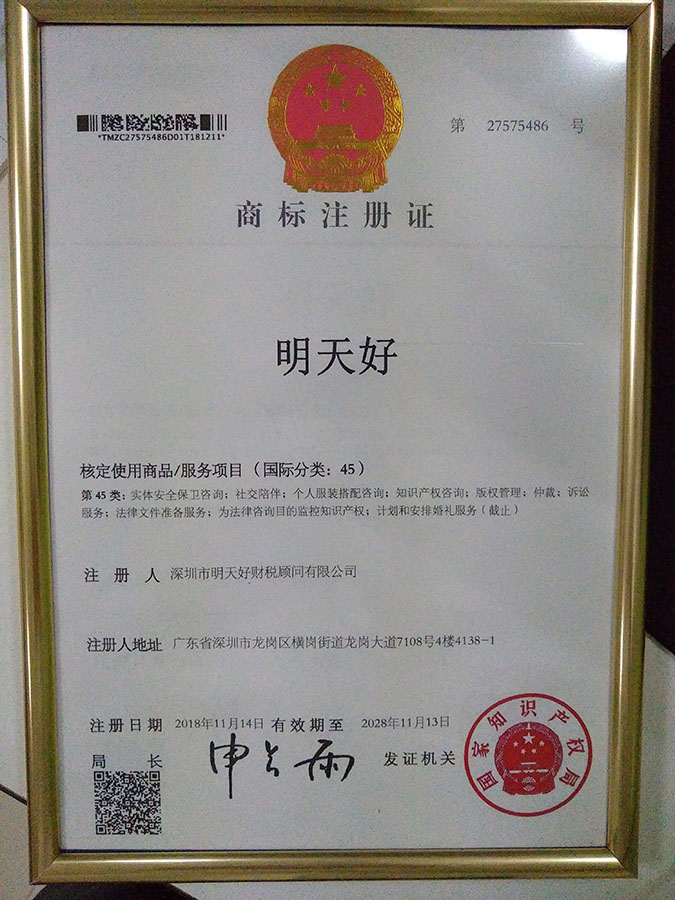 *TMZC27575486D01T181211*
第 27575486 号
商标注册证
明天好
核定使用商品/服务项目（国际分类：45）
第45类：实体安全保卫咨询；社交陪伴；个人服装搭配咨询；知识产权咨询；版权管理；仲裁；诉讼
服务；法律文件准备服务；为法律咨询目的监控知识产权；计划和安排婚礼服务（截止）
注册人 深圳市明天好财税顾问有限公司
注册人地址 广东省深圳市龙岗区横岗街道龙岗大道7108号4楼4138-1
注册日期 2018年11月14日 有效期至 2028年11月13日
局长 申长雨 发证机关
国家知识产权局